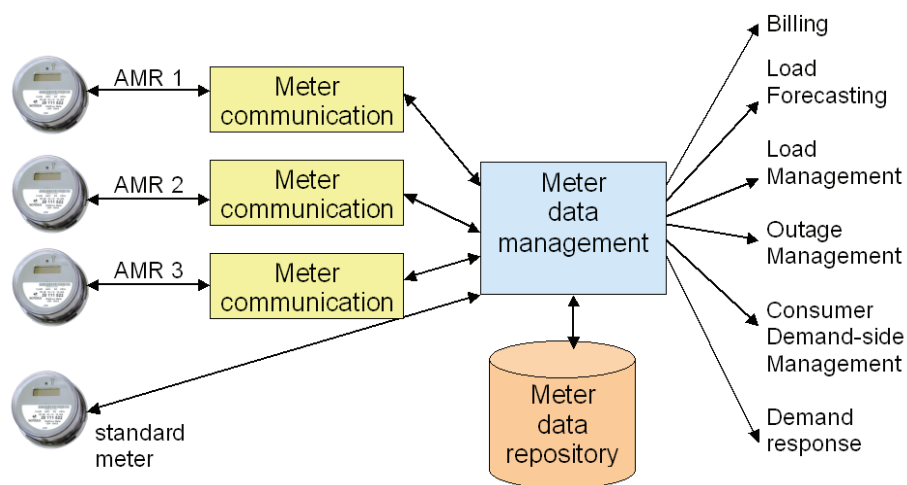 AMR 1
Meter
communication
AMR 2
Meter
communication
AMR 3
Meter
communication
standard
meter
Meter
data
management
Meter
data
repository
Billing
Load
Forecasting
Load
Management
Outage
Management
Consumer
Demand-side
Management
Demand
response